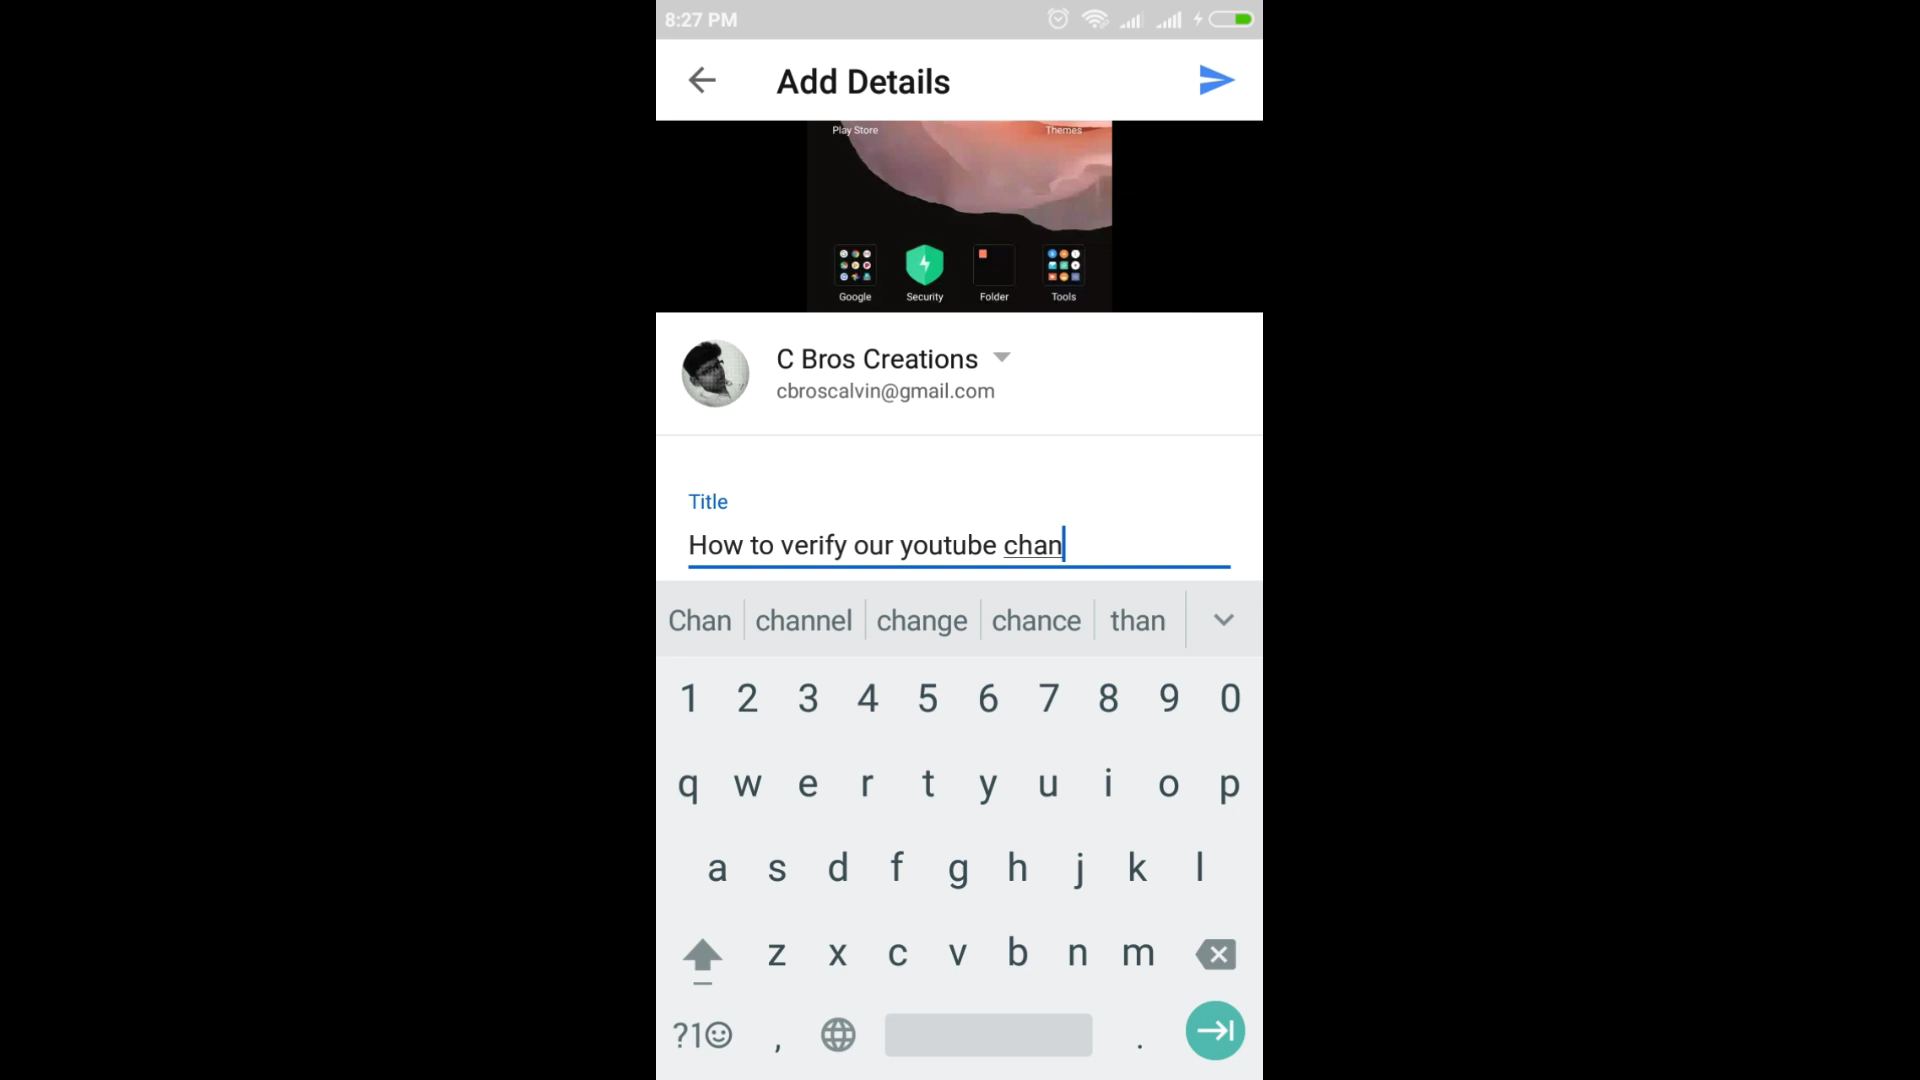 8:27 PM
Add Details
Play Store Themes
Google Security Folder Tools
C Bros Creations
cbroscalvin@gmail.com
Title
How to verify our youtube chan
Chan channel change chance than
1 2 3 4 5 6 7 8 9 0
q w e r t y u i o p
a s d f g h j k l
z x c v b n m
?1☺ , .